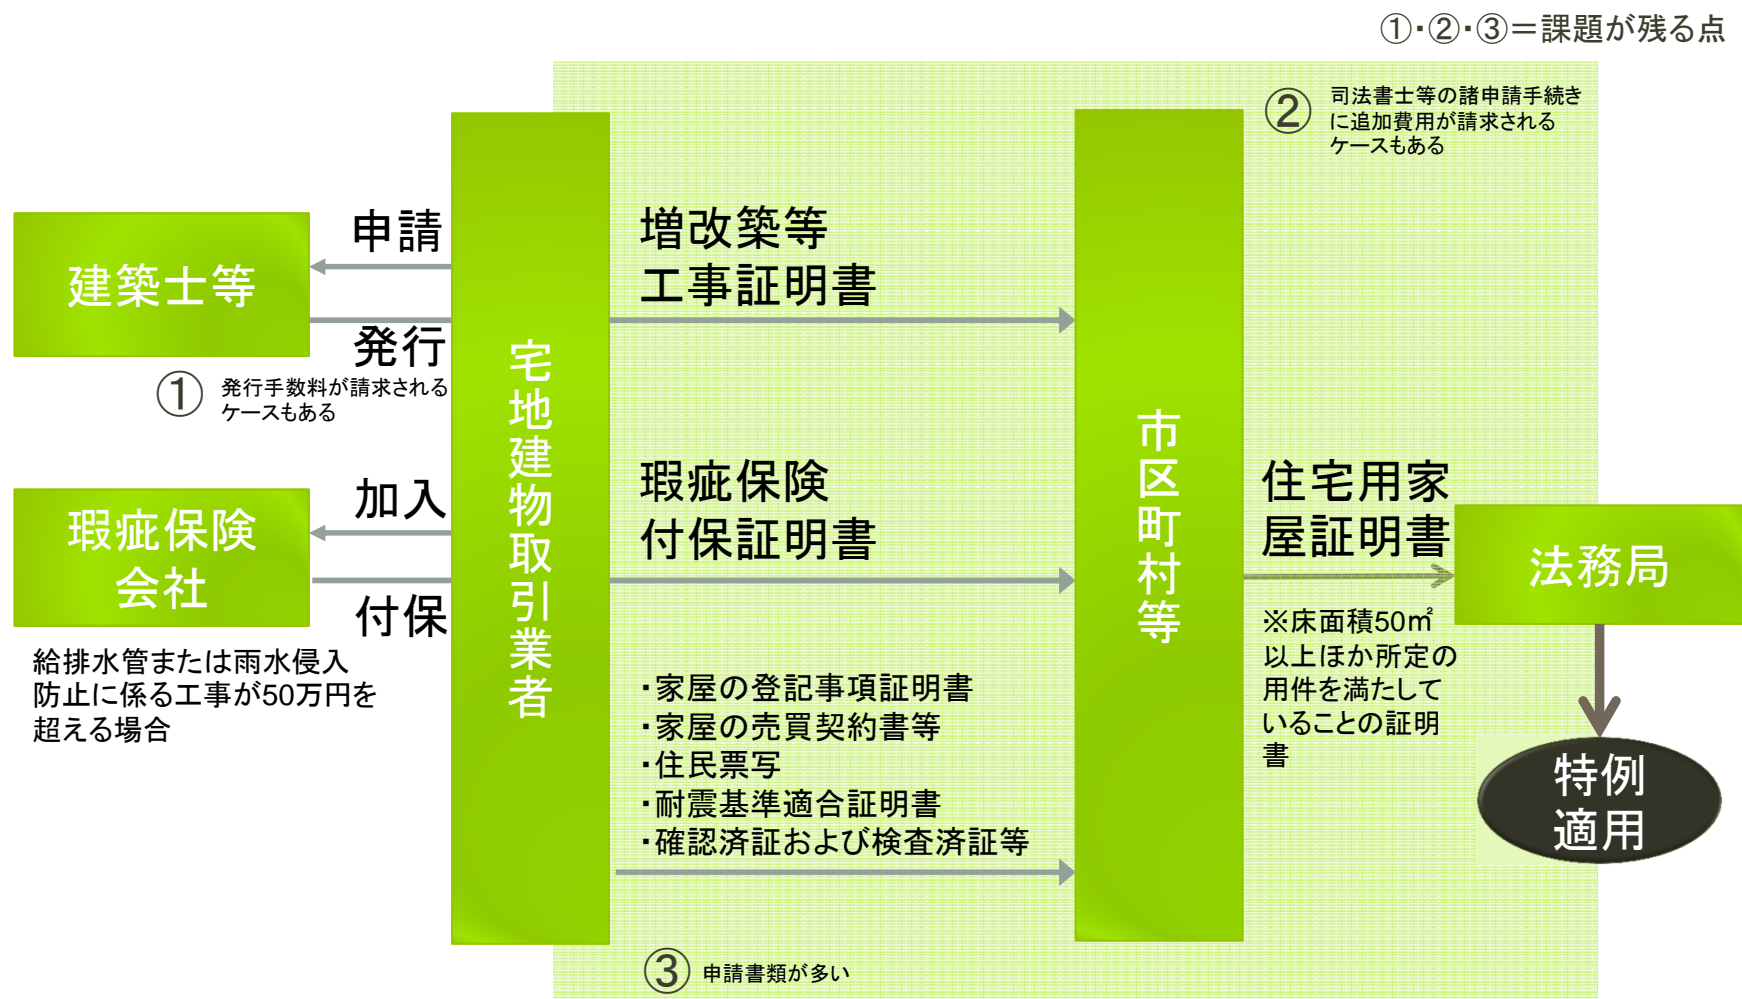 ①・②・③＝課題が残る点
②
司法書士等の諸申請手続き
に追加費用が請求される
ケースもある
建築士等
申請
発行
①
発行手数料が請求される
ケースもある
瑕疵保険
会社
加入
付保
給排水管または雨水侵入
防止に係る工事が50万円を
超える場合
宅地建物取引業者
増改築等
工事証明書
瑕疵保険
付保証明書
・家屋の登記事項証明書
・家屋の売買契約書等
・住民票写
・耐震基準適合証明書
・確認済証および検査済証等
③
申請書類が多い
市区町村等
住宅用家
屋証明書
※床面積50㎡
以上ほか所定の
用件を満たして
いることの証明
書
法務局
特例
適用